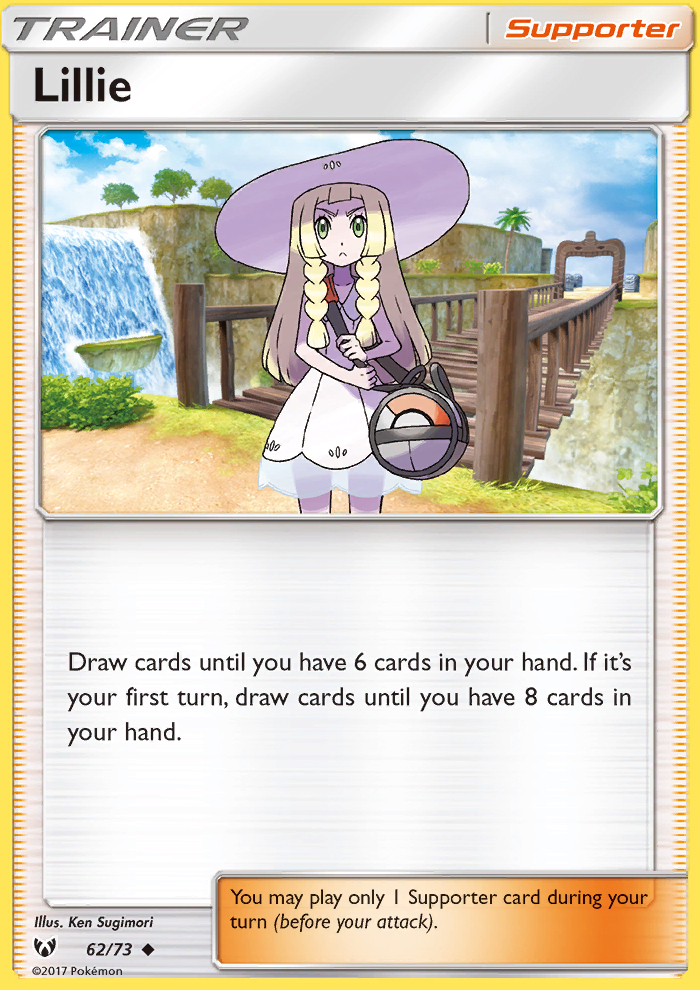 TRAINER
Supporter
Lillie
Draw cards until you have 6 cards in your hand. If it's
your first turn, draw cards until you have 8 cards in
your hand.
You may play only 1 Supporter card during your
turn (before your attack).
Illus. Ken Sugimori
62/73 ◆
©2017 Pokémon